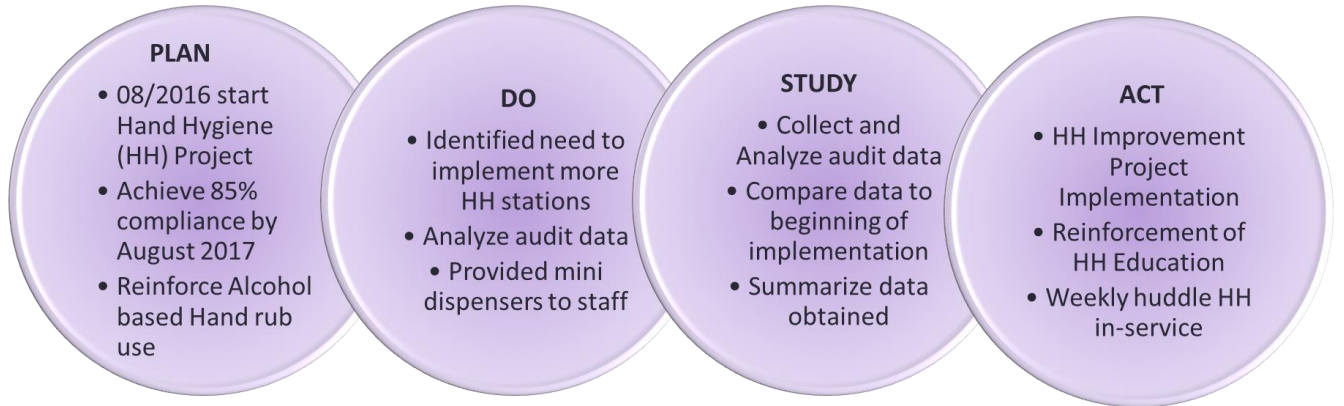 PLAN
• 08/2016 start
Hand Hygiene
(HH) Project
• Achieve 85%
compliance by
August 2017
• Reinforce Alcohol
based Hand rub
use
DO
• Identified need to
implement more
HH stations
• Analyze audit data
• Provided mini
dispensers to staff
STUDY
• Collect and
Analyze audit data
• Compare data to
beginning of
implementation
• Summarize data
obtained
ACT
• HH Improvement
Project
Implementation
• Reinforcement of
HH Education
• Weekly huddle HH
in-service